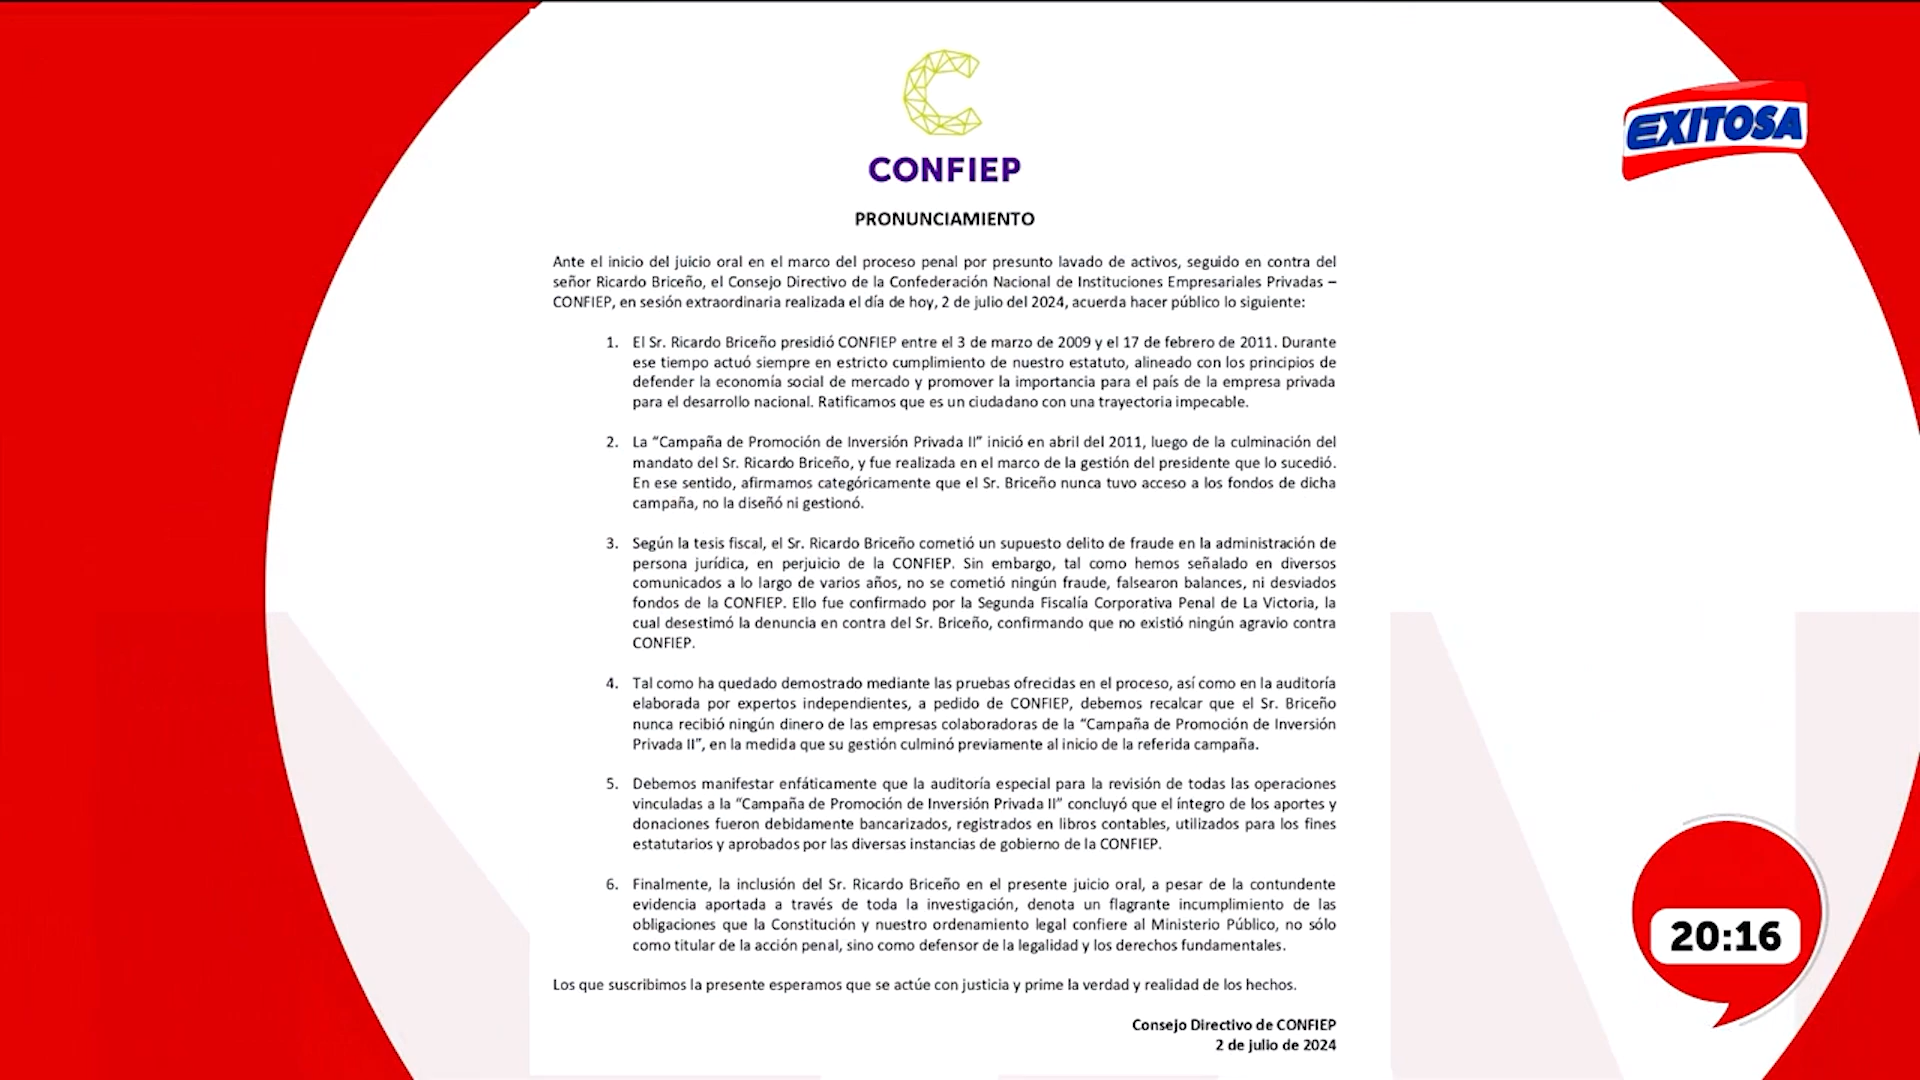 CONFIEP
EXITOSA
PRONUNCIAMIENTO
Ante el inicio del juicio oral en el marco del proceso penal por presunto lavado de activos, seguido en contra del
señor Ricardo Briceño, el Consejo Directivo de la Confederación Nacional de Instituciones Empresariales Privadas –
CONFIEP, en sesión extraordinaria realizada el día de hoy, 2 de julio del 2024, acuerda hacer público lo siguiente:
1. El Sr. Ricardo Briceño presidió CONFIEP entre el 3 de marzo de 2009 y el 17 de febrero de 2011. Durante
ese tiempo actuó siempre en estricto cumplimiento de nuestro estatuto, alineado con los principios de
defender la economía social de mercado y promover la importancia para el país de la empresa privada
para el desarrollo nacional. Ratificamos que es un ciudadano con una trayectoria impecable.
2. La “Campaña de Promoción de Inversión Privada II” inició en abril del 2011, luego de la culminación del
mandato del Sr. Ricardo Briceño, y fue realizada en el marco de la gestión del presidente que lo sucedió.
En ese sentido, afirmamos categóricamente que el Sr. Briceño nunca tuvo acceso a los fondos de dicha
campaña, no la diseñó ni gestionó.
3. Según la tesis fiscal, el Sr. Ricardo Briceño cometió un supuesto delito de fraude en la administración de
persona jurídica, en perjuicio de la CONFIEP. Sin embargo, tal como hemos señalado en diversos
comunicados a lo largo de varios años, no se cometió ningún fraude, falsearon balances, ni desviados
fondos de la CONFIEP. Ello fue confirmado por la Segunda Fiscalía Corporativa Penal de La Victoria, la
cual desestimó la denuncia en contra del Sr. Briceño, confirmando que no existió ningún agravio contra
CONFIEP.
4. Tal como ha quedado demostrado mediante las pruebas ofrecidas en el proceso, así como en la auditoría
elaborada por expertos independientes, a pedido de CONFIEP, debemos recalcar que el Sr. Briceño
nunca recibió ningún dinero de las empresas colaboradoras de la “Campaña de Promoción de Inversión
Privada II”, en la medida que su gestión culminó previamente al inicio de la referida campaña.
5. Debemos manifestar enfáticamente que la auditoría especial para la revisión de todas las operaciones
vinculadas a la “Campaña de Promoción de Inversión Privada II” concluyó que el íntegro de los aportes y
donaciones fueron debidamente bancarizados, registrados en libros contables, utilizados para los fines
estatutarios y aprobados por las diversas instancias de gobierno de la CONFIEP.
6. Finalmente, la inclusión del Sr. Ricardo Briceño en el presente juicio oral, a pesar de la contundente
evidencia aportada a través de toda la investigación, denota un flagrante incumplimiento de las
obligaciones que la Constitución y nuestro ordenamiento legal confiere al Ministerio Público, no sólo
como titular de la acción penal, sino como defensor de la legalidad y los derechos fundamentales.
Los que suscribimos la presente esperamos que se actúe con justicia y prime la verdad y realidad de los hechos.
Consejo Directivo de CONFIEP
2 de julio de 2024
20:16